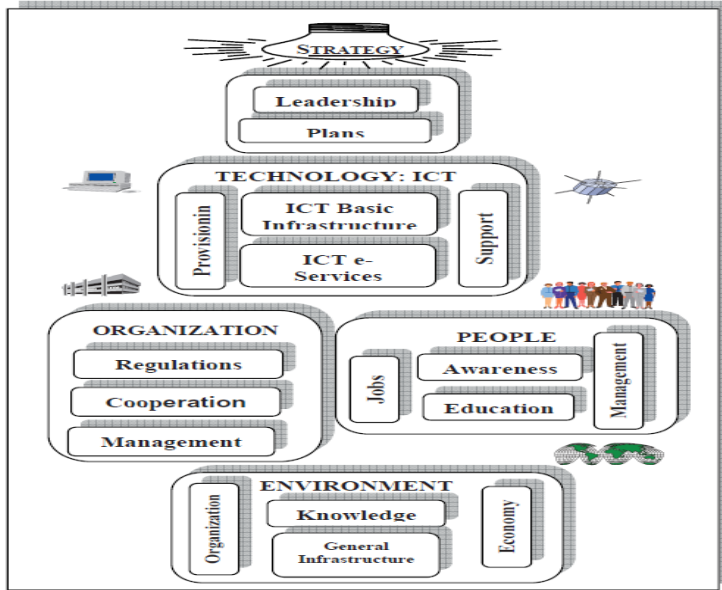 STRATEGY
Leadership
Plans
TECHNOLOGY: ICT
Provisionin
ICT Basic
Infrastructure
ICT e-
Services
Support
ORGANIZATION
Regulations
Cooperation
Management
PEOPLE
Jobs
Awareness
Education
Management
ENVIRONMENT
Organization
Knowledge
General
Infrastructure
Economy